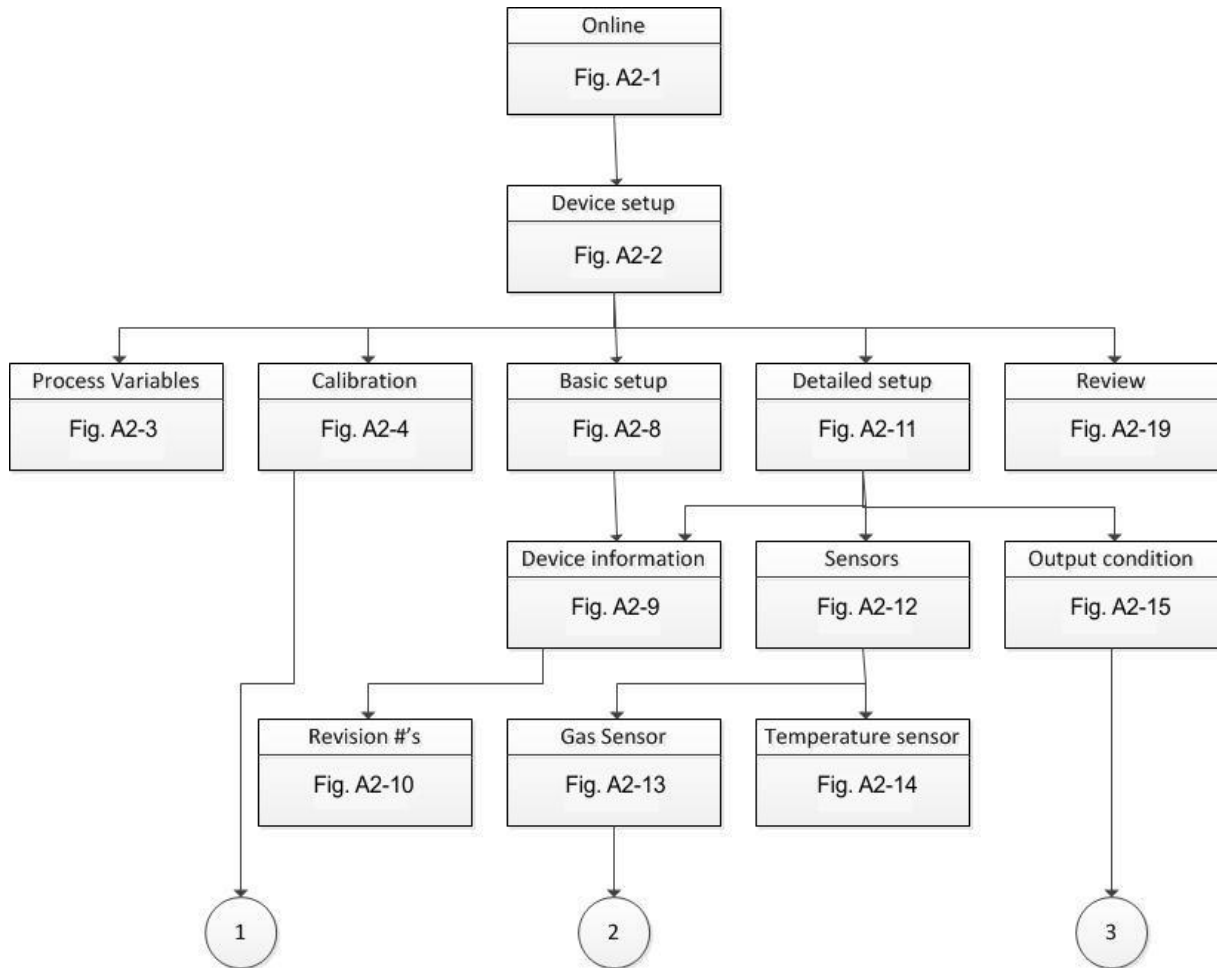 Online
Fig. A2-1
Device setup
Fig. A2-2
Process Variables
Fig. A2-3
Calibration
Fig. A2-4
Basic setup
Fig. A2-8
Detailed setup
Fig. A2-11
Review
Fig. A2-19
Device information
Fig. A2-9
Sensors
Fig. A2-12
Output condition
Fig. A2-15
Revision #'s
Fig. A2-10
Gas Sensor
Fig. A2-13
Temperature sensor
Fig. A2-14
1
2
3